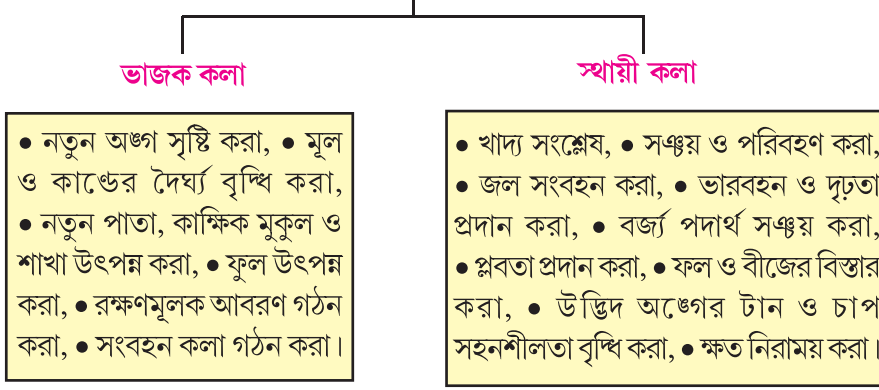 ভাজক কলা
● নতুন অঙ্গ সৃষ্টি করা, ● মূল
ও কাণ্ডের দৈর্ঘ্য বৃদ্ধি করা,
● নতুন পাতা, কাক্ষিক মুকুল ও
শাখা উৎপন্ন করা, ● ফুল উৎপন্ন
করা, ● রক্ষণমূলক আবরণ গঠন
করা, ● সংবহন কলা গঠন করা।
স্থায়ী কলা
● খাদ্য সংশ্লেষ, ● সঞ্চয় ও পরিবহণ করা,
● জল সংবহন করা, ● ভারবহন ও দৃঢ়তা
প্রদান করা, ● বর্জ্য পদার্থ সঞ্চয় করা,
● প্লবতা প্রদান করা, ● ফল ও বীজের বিস্তার
করা, ● উদ্ভিদ অঙ্গের টান ও চাপ
সহনশীলতা বৃদ্ধি করা, ● ক্ষত নিরাময় করা।